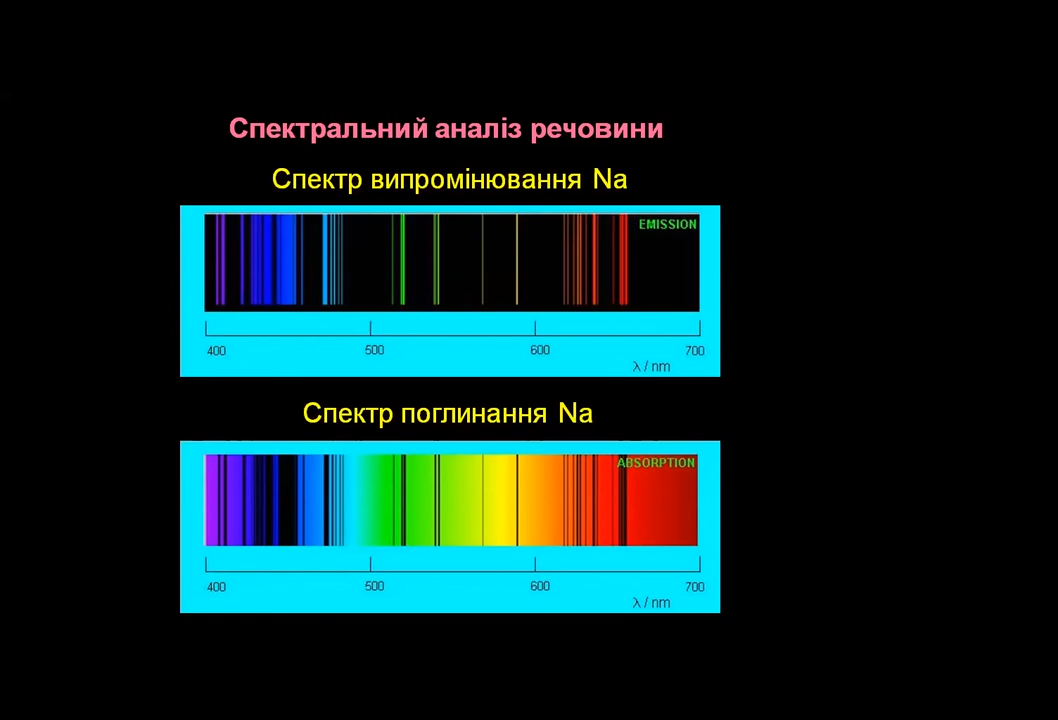 Спектральний аналіз речовини
Спектр випромінювання Na
EMISSION
400 500 600 700
λ / nm
Спектр поглинання Na
ABSORPTION
400 500 600 700
λ / nm